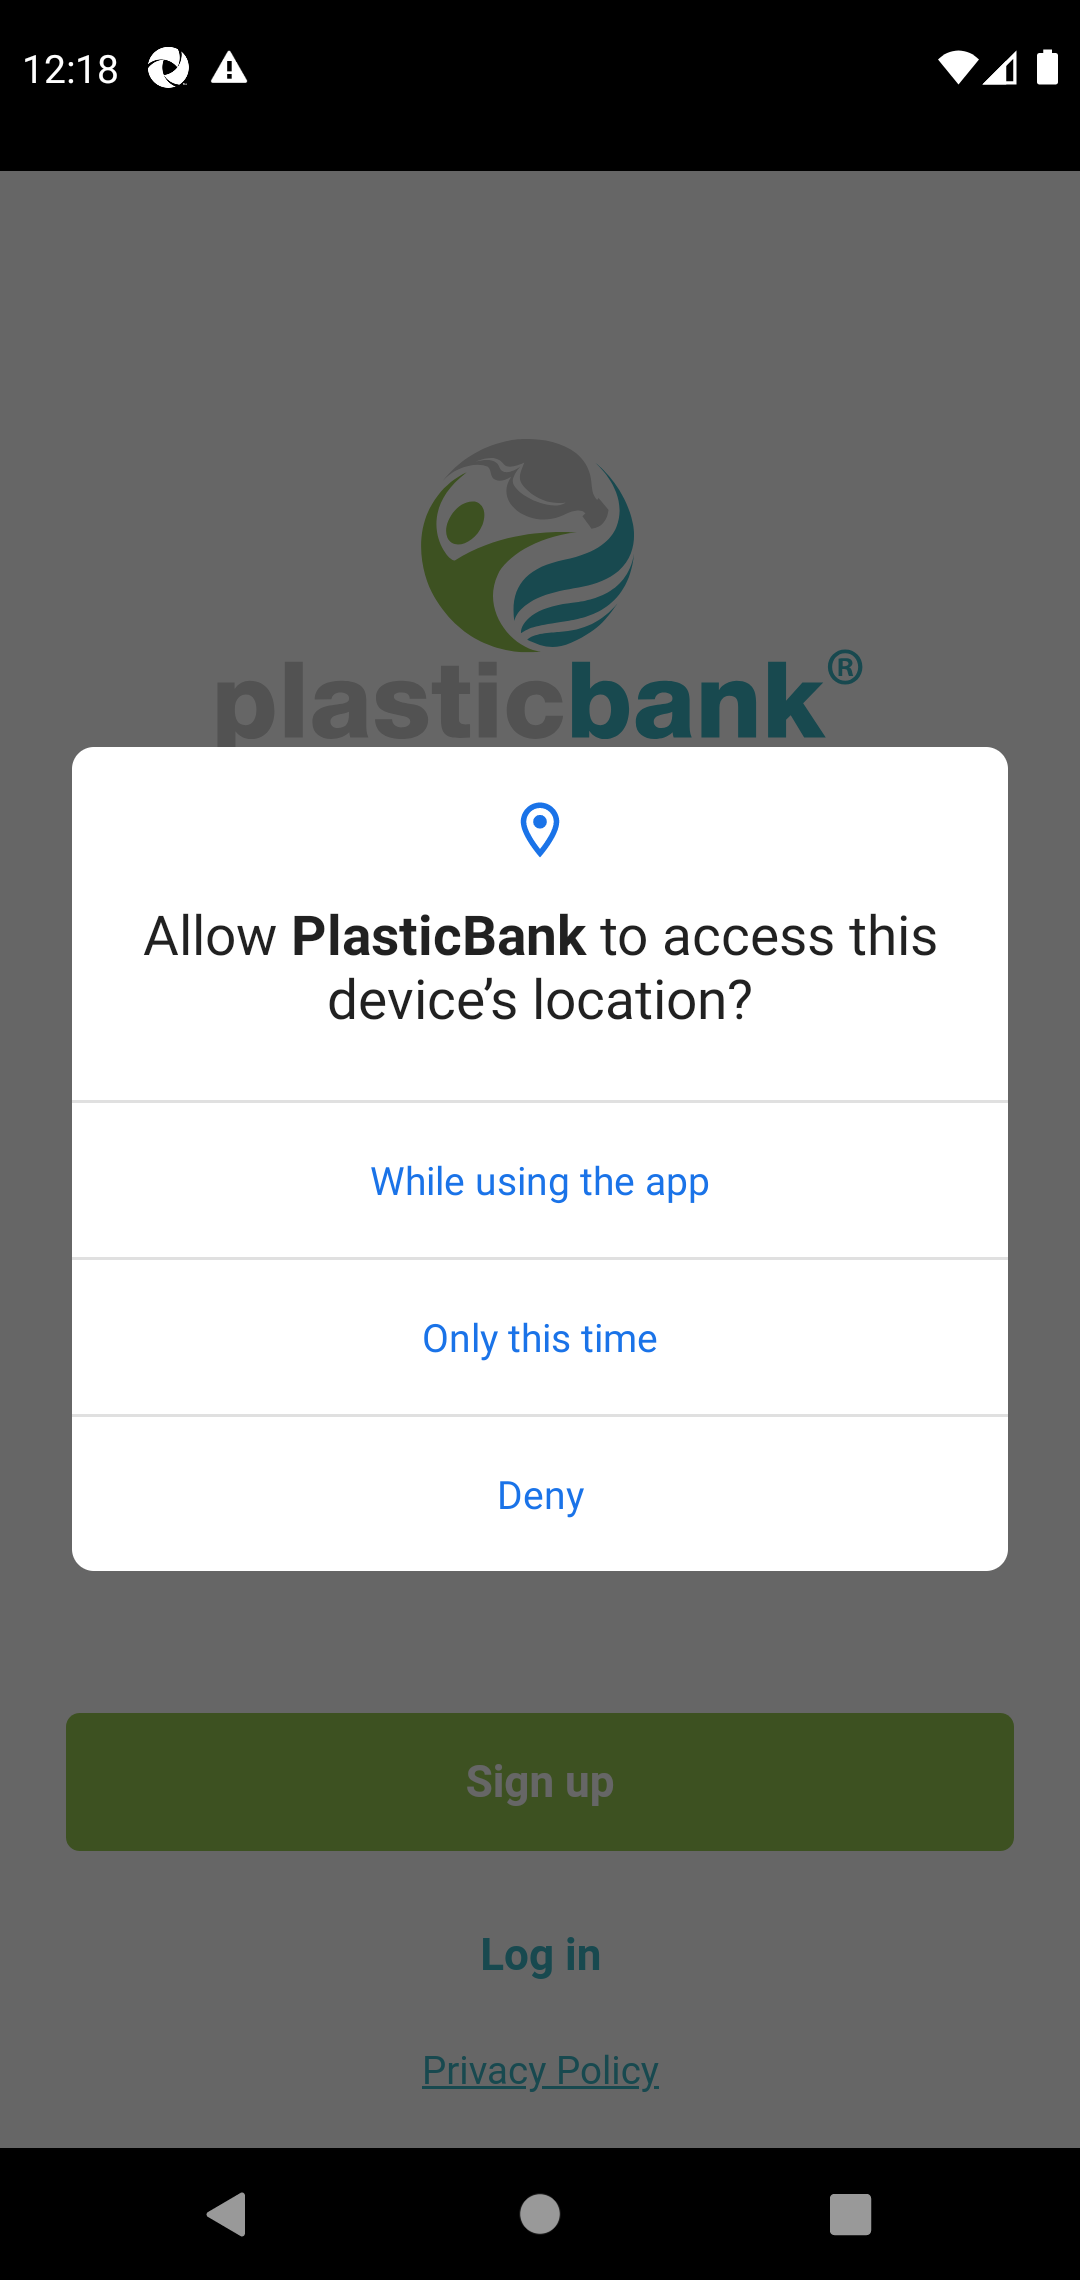 12:18
plasticbank®
Allow PlasticBank to access this
device’s location?
While using the app
Only this time
Deny
Sign up
Log in
Privacy Policy